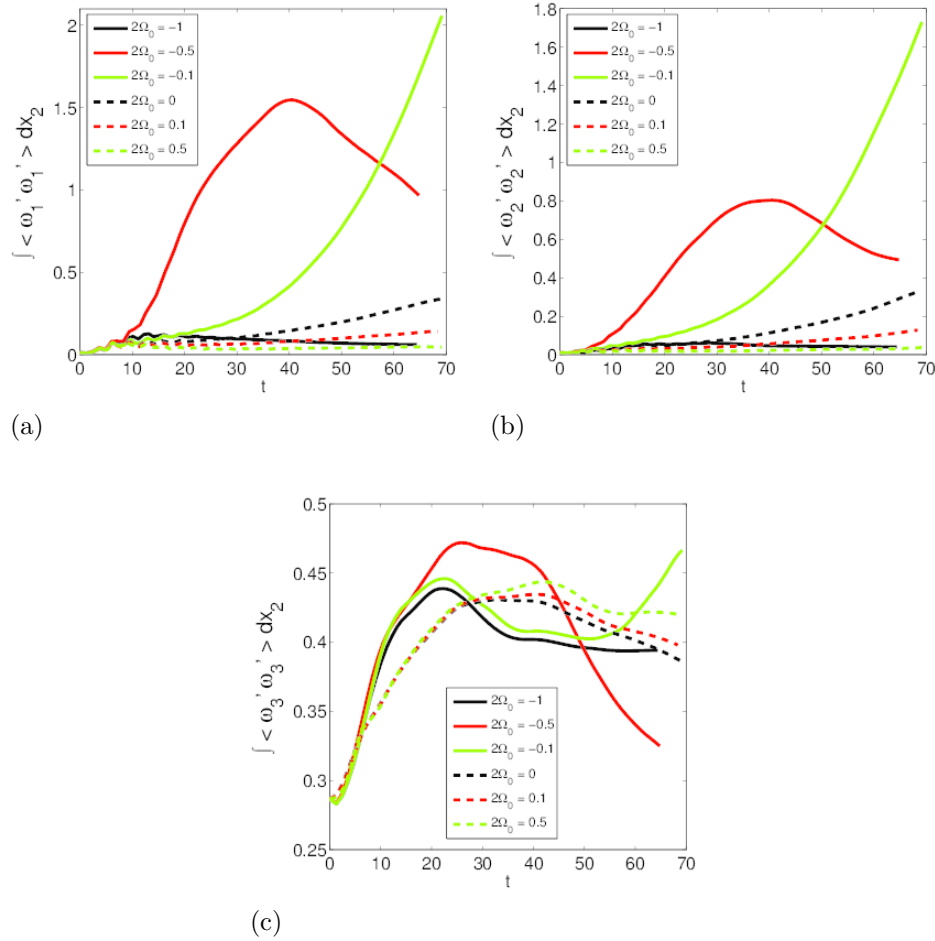 2
1.5
1
0.5
0
∫ < ω₁' ω₁' > dx₂
2Ω₀ = −1
2Ω₀ = −0.5
2Ω₀ = −0.1
2Ω₀ = 0
2Ω₀ = 0.1
2Ω₀ = 0.5
0 10 20 30 40 50 60 70
t
(a)
1.8
1.6
1.4
1.2
1
0.8
0.6
0.4
0.2
0
∫ < ω₂' ω₂' > dx₂
2Ω₀ = −1
2Ω₀ = −0.5
2Ω₀ = −0.1
2Ω₀ = 0
2Ω₀ = 0.1
2Ω₀ = 0.5
0 10 20 30 40 50 60 70
t
(b)
0.5
0.45
0.4
0.35
0.3
0.25
∫ < ω₃' ω₃' > dx₂
2Ω₀ = −1
2Ω₀ = −0.5
2Ω₀ = −0.1
2Ω₀ = 0
2Ω₀ = 0.1
2Ω₀ = 0.5
0 10 20 30 40 50 60 70
t
(c)